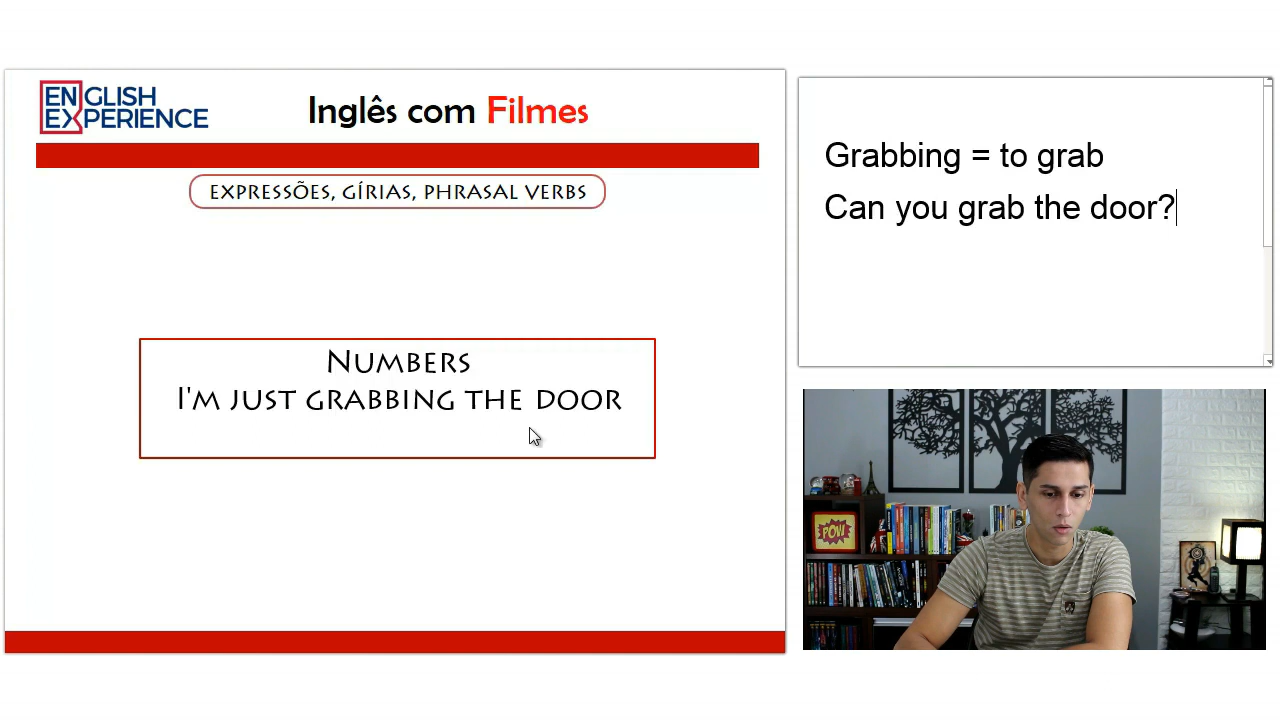 ENGLISH
EXPERIENCE
Inglês com Filmes
EXPRESSÕES, GÍRIAS, PHRASAL VERBS
NUMBERS
I'M JUST GRABBING THE DOOR
Grabbing = to grab
Can you grab the door?
POW!